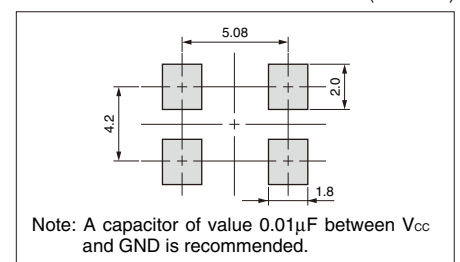 5.08
2.0
4.2
1.8
Note: A capacitor of value 0.01μF between Vcc
and GND is recommended.